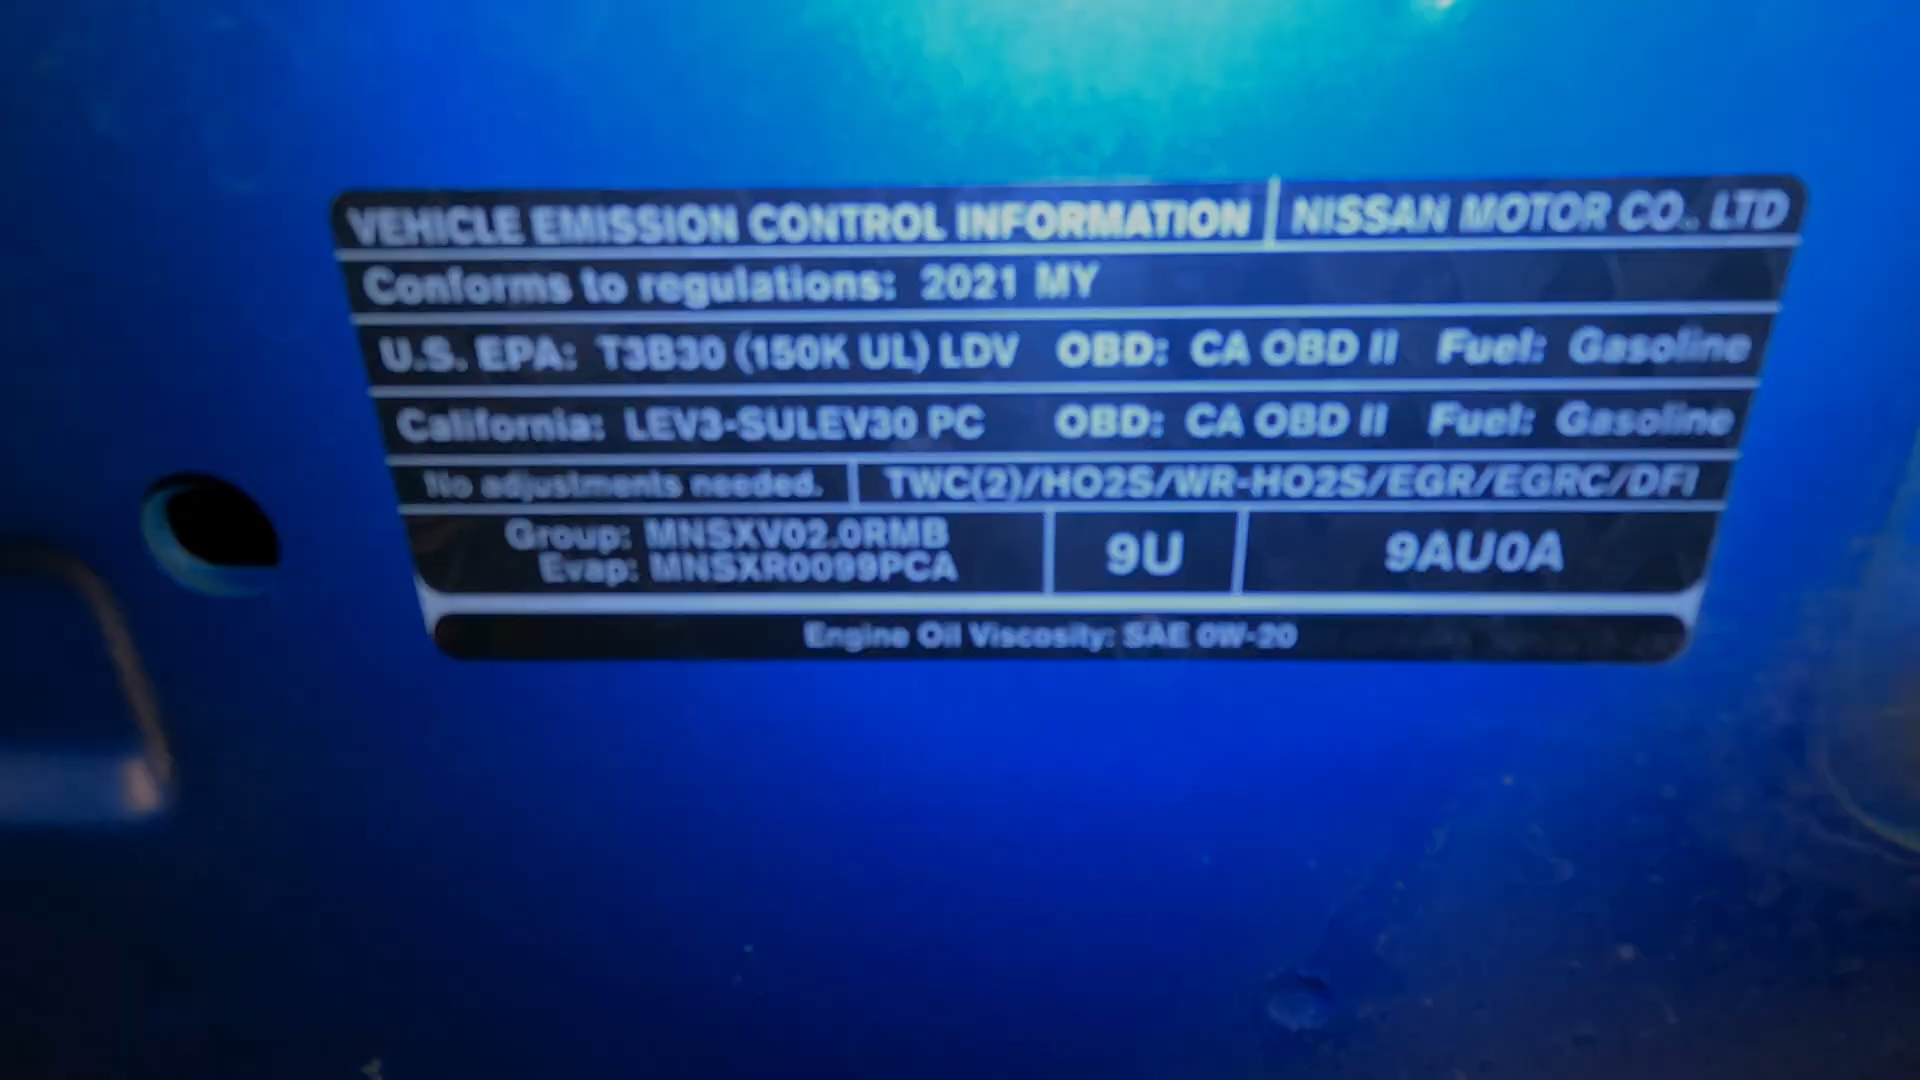 VEHICLE EMISSION CONTROL INFORMATION NISSAN MOTOR CO., LTD
Conforms to regulations: 2021 MY
U.S. EPA: T3B30 (150K UL) LDV OBD: CA OBD II Fuel: Gasoline
California: LEV3-SULEV30 PC OBD: CA OBD II Fuel: Gasoline
No adjustments needed. TWC(2)/HO2S/WR-HO2S/EGR/EGRC/DFI
Group: MNSXV02.0RMB
Evap: MNSXR0099PCA
9U
9AU0A
Engine Oil Viscosity: SAE 0W-20